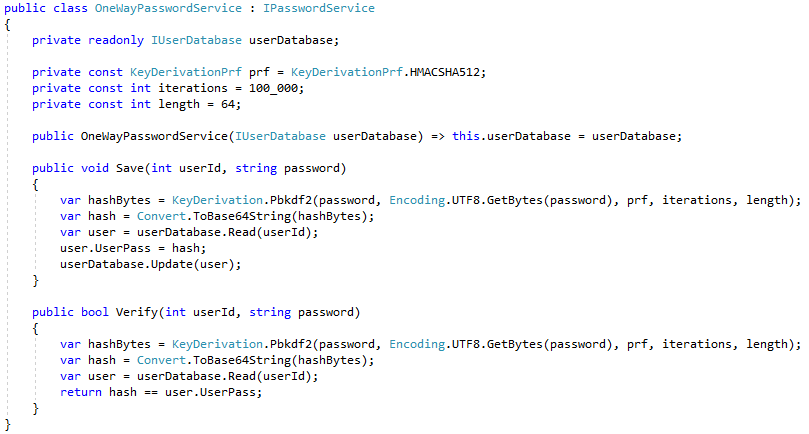 public class OneWayPasswordService : IPasswordService
{
    private readonly IUserDatabase userDatabase;

    private const KeyDerivationPrf prf = KeyDerivationPrf.HMACSHA512;
    private const int iterations = 100_000;
    private const int length = 64;

    public OneWayPasswordService(IUserDatabase userDatabase) => this.userDatabase = userDatabase;

    public void Save(int userId, string password)
    {
        var hashBytes = KeyDerivation.Pbkdf2(password, Encoding.UTF8.GetBytes(password), prf, iterations, length);
        var hash = Convert.ToBase64String(hashBytes);
        var user = userDatabase.Read(userId);
        user.UserPass = hash;
        userDatabase.Update(user);
    }

    public bool Verify(int userId, string password)
    {
        var hashBytes = KeyDerivation.Pbkdf2(password, Encoding.UTF8.GetBytes(password), prf, iterations, length);
        var hash = Convert.ToBase64String(hashBytes);
        var user = userDatabase.Read(userId);
        return hash == user.UserPass;
    }
}